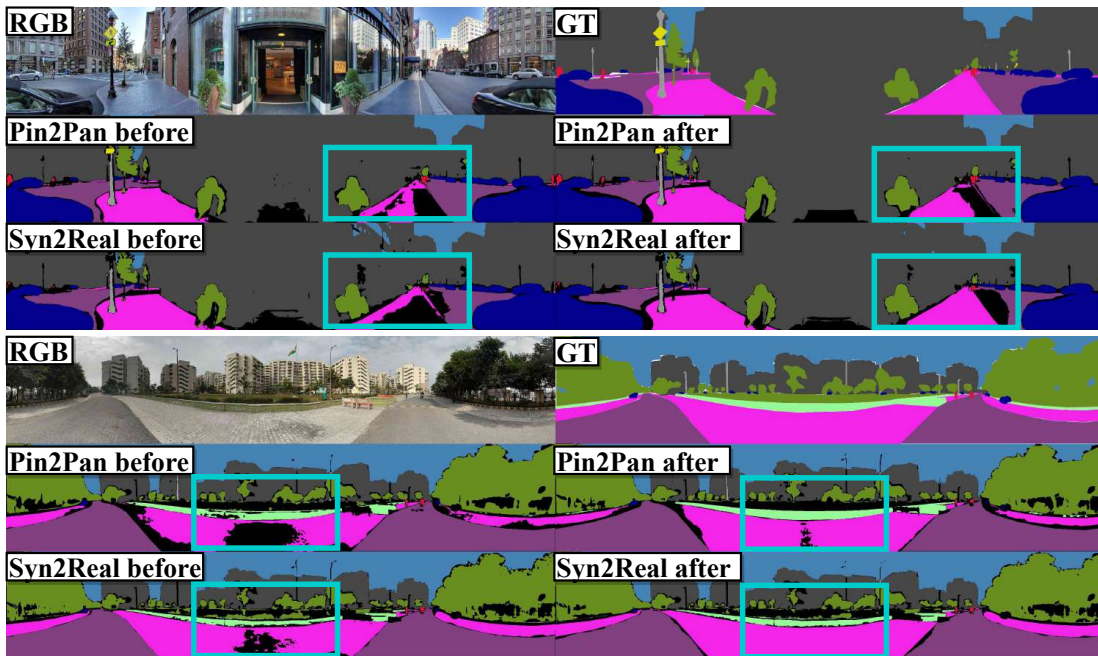 RGB
GT
Pin2Pan before
Pin2Pan after
Syn2Real before
Syn2Real after
RGB
GT
Pin2Pan before
Pin2Pan after
Syn2Real before
Syn2Real after